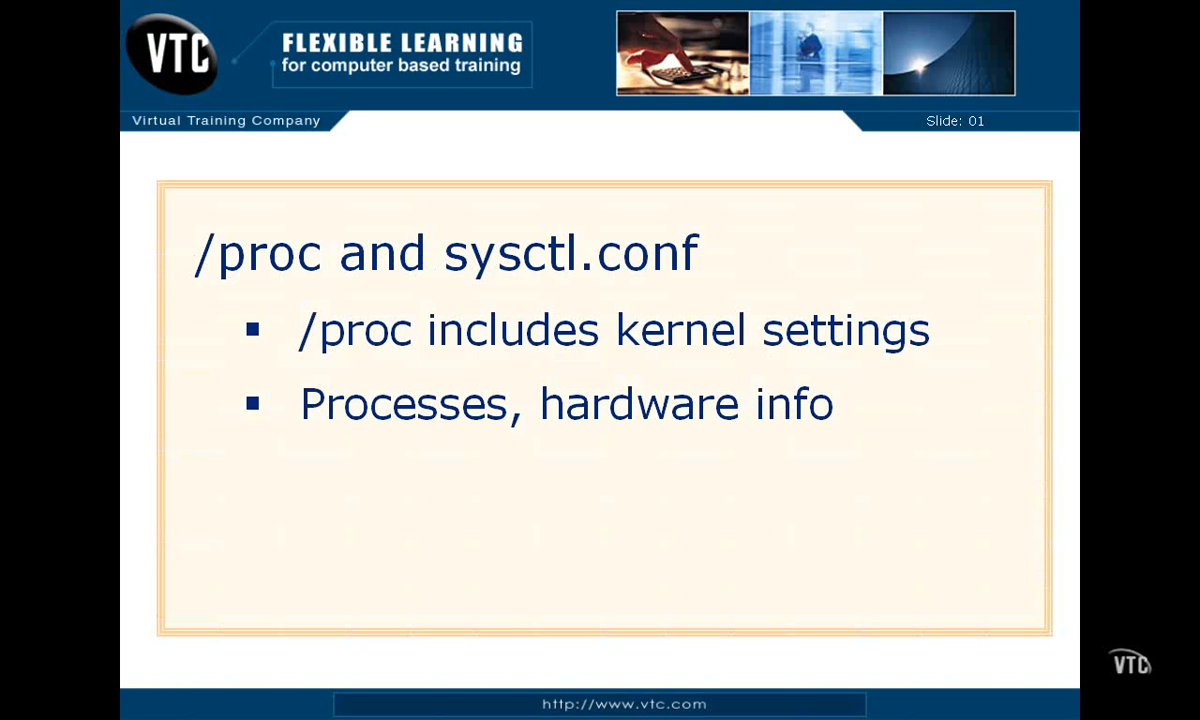 VTC
FLEXIBLE LEARNING
for computer based training
Virtual Training Company
Slide: 01
/proc and sysctl.conf
▪ /proc includes kernel settings
▪ Processes, hardware info
VTC
http://www.vtc.com